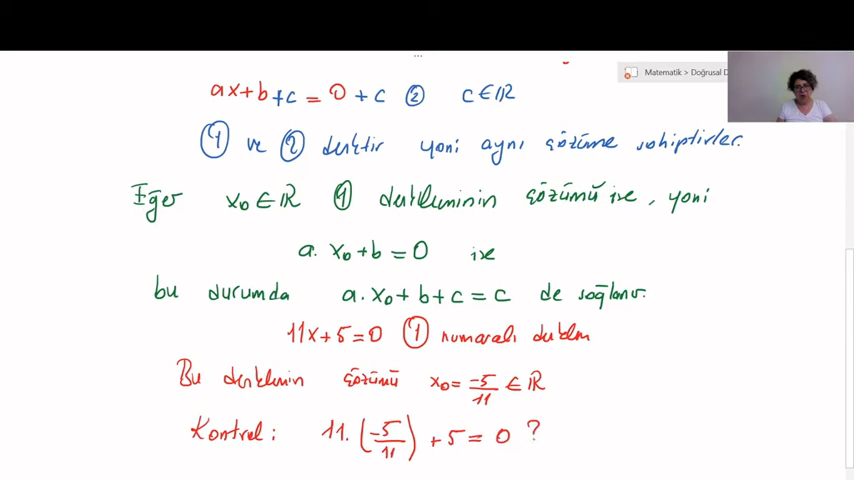 Matematik > Doğrusal D
ax+b+c = 0+c ② c∈ℝ
① ve ② denktir yani aynı çözüme sahiptirler.
Eğer x₀∈ℝ ① denkleminin çözümü ise, yani
a. x₀+b = 0 ise
bu durumda a. x₀+b+c = c de sağlanır.
11x+5=0 ① numaralı denklem
Bu denklemin çözümü x₀= -5/11 ∈ ℝ
Kontrol: 11. (-5/11) + 5 = 0 ?